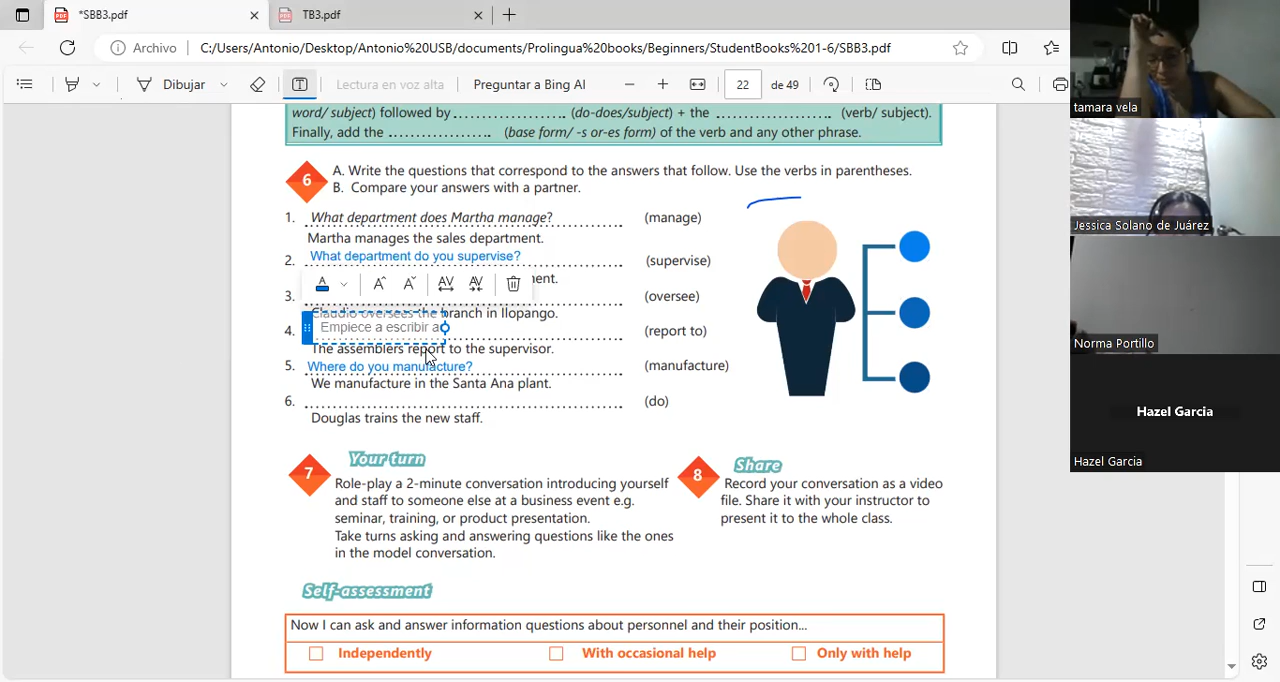 *SBB3.pdf
TB3.pdf
Archivo
C:/Users/Antonio/Desktop/Antonio%20USB/documents/Prolingua%20books/Beginners/StudentBooks%201-6/SBB3.pdf
Dibujar
Lectura en voz alta
Preguntar a Bing AI
22
de 49
word/ subject) followed by ..................... (do-does/subject) + the ..................... (verb/ subject).
Finally, add the ................... (base form/ -s or-es form) of the verb and any other phrase.
6
A. Write the questions that correspond to the answers that follow. Use the verbs in parentheses.
B. Compare your answers with a partner.
1. What department does Martha manage? (manage)
Martha manages the sales department.
2. What department do you supervise? (supervise)
ment.
3. (oversee)
Claudio oversees the branch in Ilopango.
4. Empiece a escribir a (report to)
The assemblers report to the supervisor.
5. Where do you manufacture? (manufacture)
We manufacture in the Santa Ana plant.
6. (do)
Douglas trains the new staff.
7
Your turn
Role-play a 2-minute conversation introducing yourself
and staff to someone else at a business event e.g.
seminar, training, or product presentation.
Take turns asking and answering questions like the ones
in the model conversation.
8
Share
Record your conversation as a video
file. Share it with your instructor to
present it to the whole class.
Self-assessment
Now I can ask and answer information questions about personnel and their position...
Independently
With occasional help
Only with help
tamara vela
Jessica Solano de Juárez
Norma Portillo
Hazel Garcia
Hazel Garcia